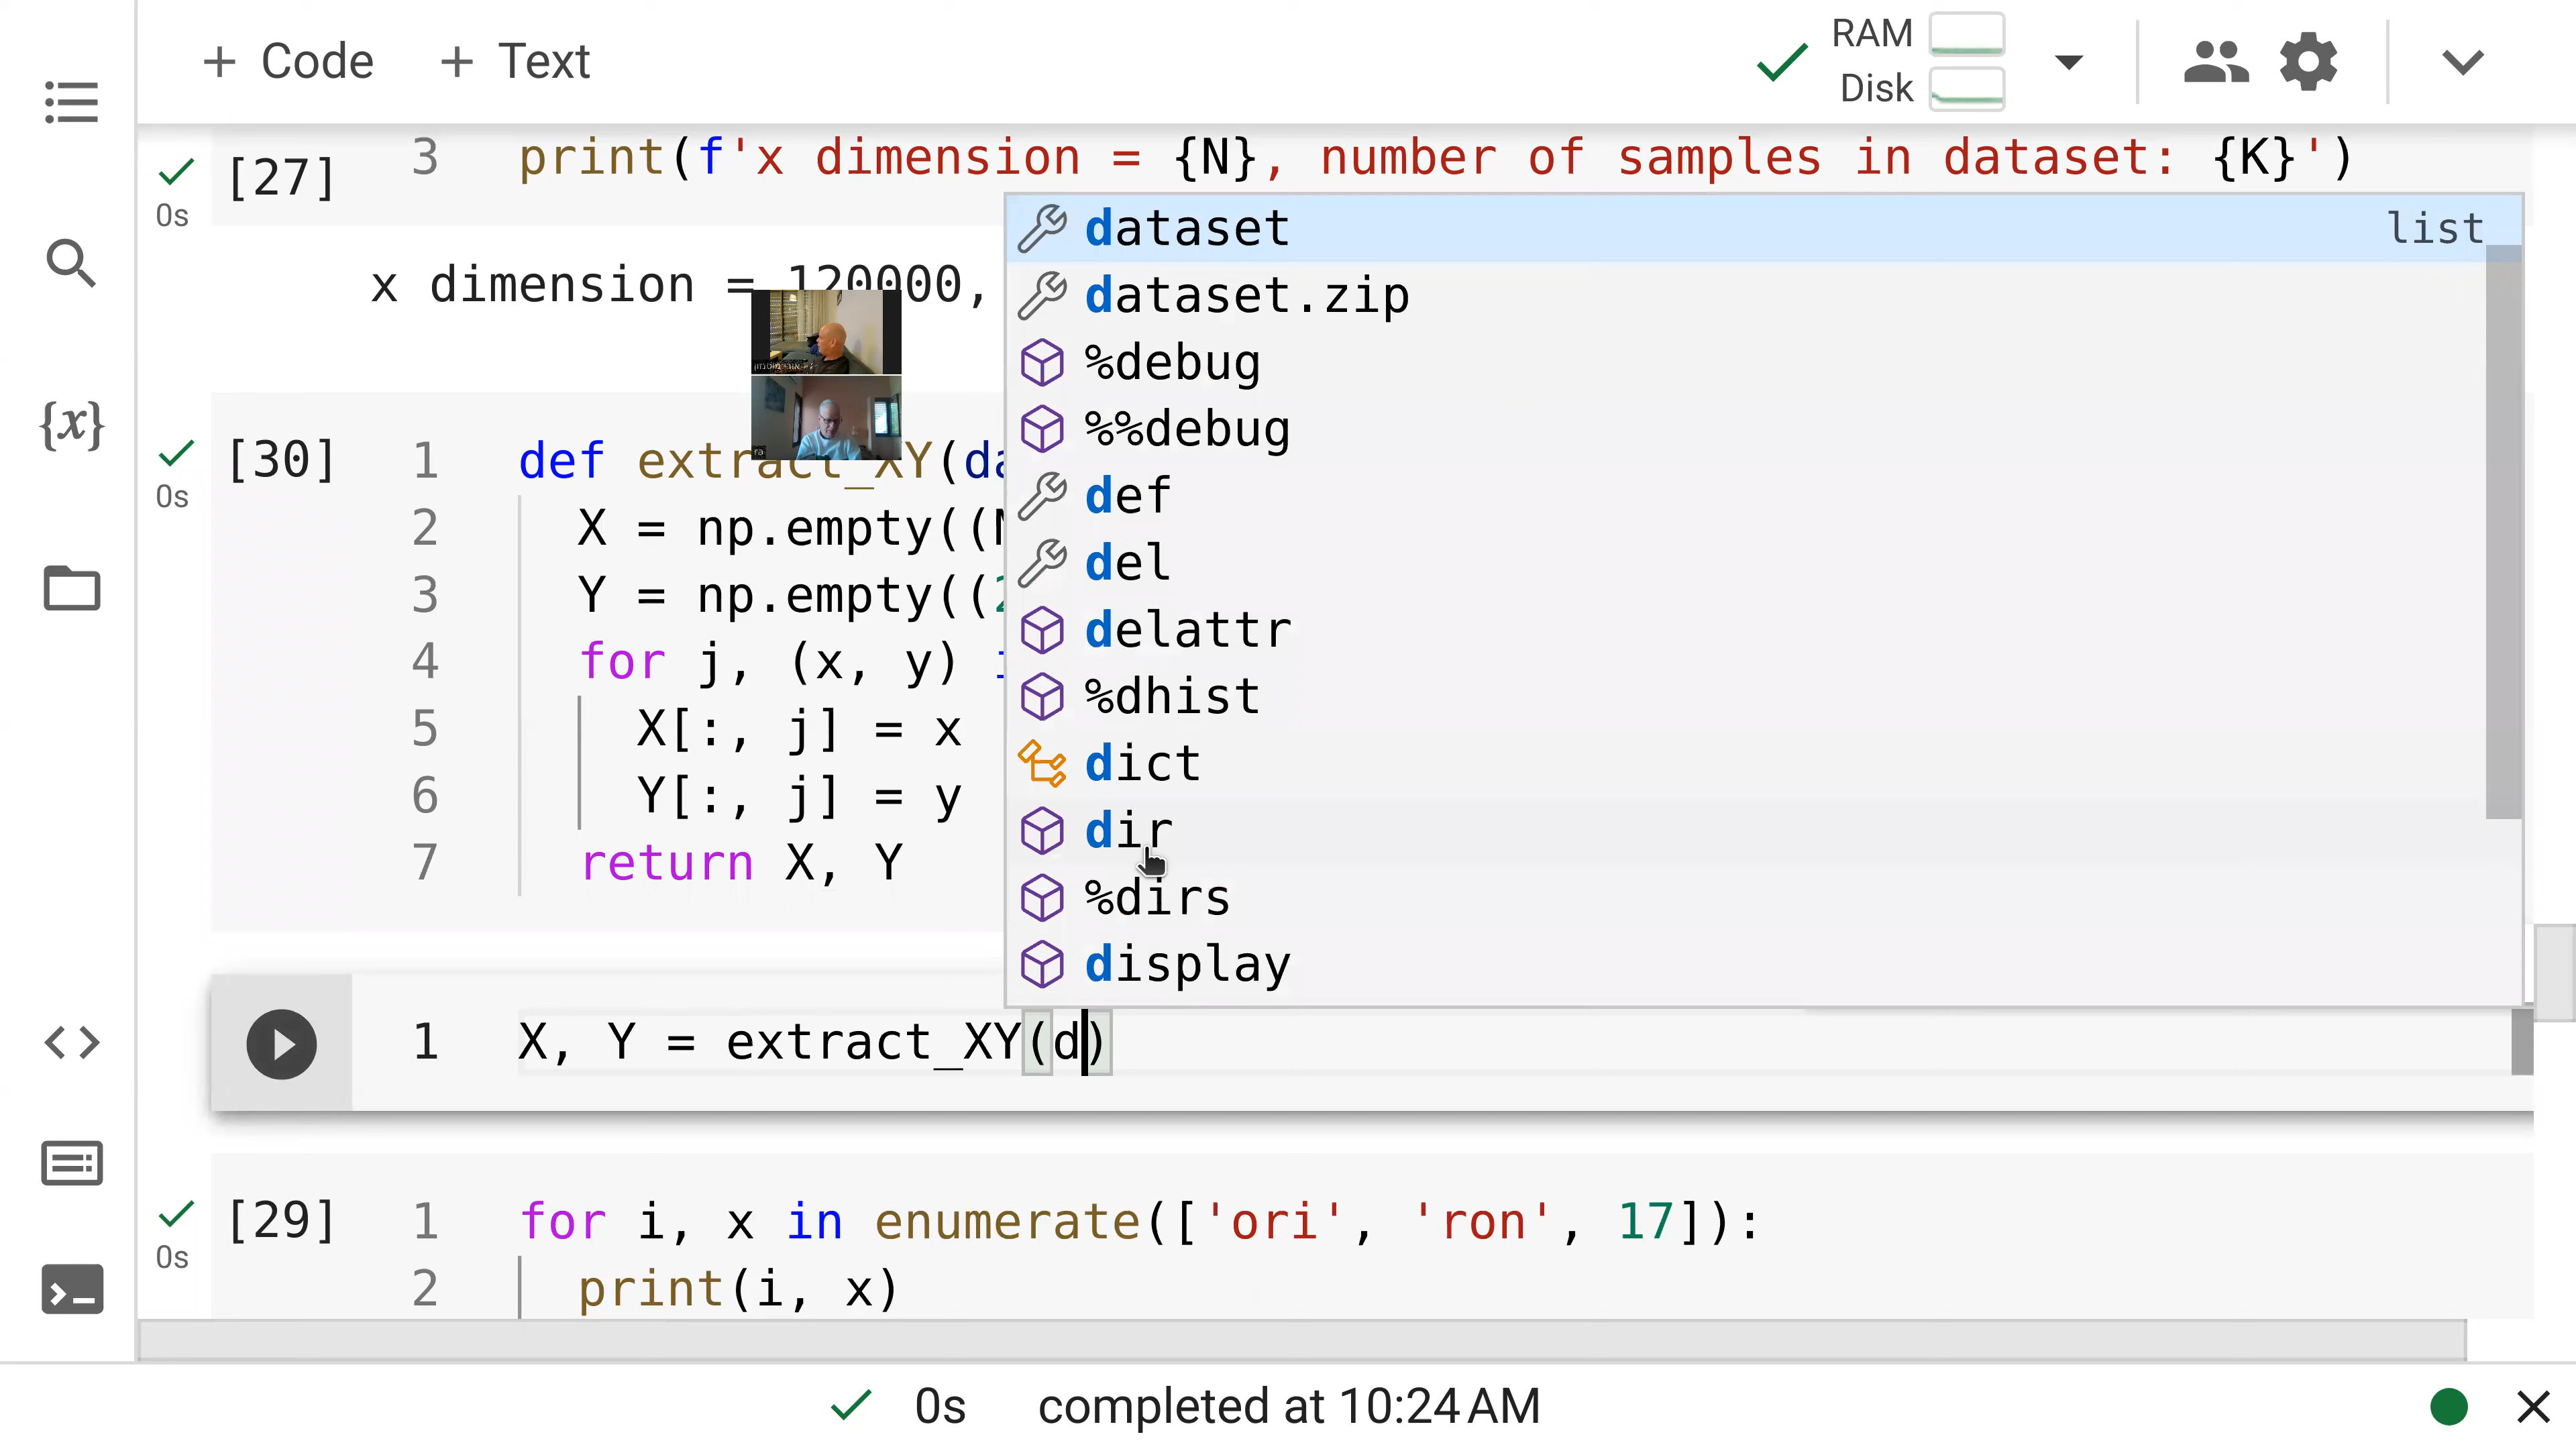 + Code + Text
RAM
Disk
[27] 3 print(f'x dimension = {N}, number of samples in dataset: {K}')
0s
x dimension = 120000,
dataset list
dataset.zip
%debug
%%debug
def
del
delattr
%dhist
dict
dir
%dirs
display
[30] 1 def extract_XY(da
0s
2 X = np.empty((N
3 Y = np.empty((2
4 for j, (x, y) i
5 X[:, j] = x
6 Y[:, j] = y
7 return X, Y
1 X, Y = extract_XY(d)
[29] 1 for i, x in enumerate(['ori', 'ron', 17]):
0s
2 print(i, x)
0s completed at 10:24 AM